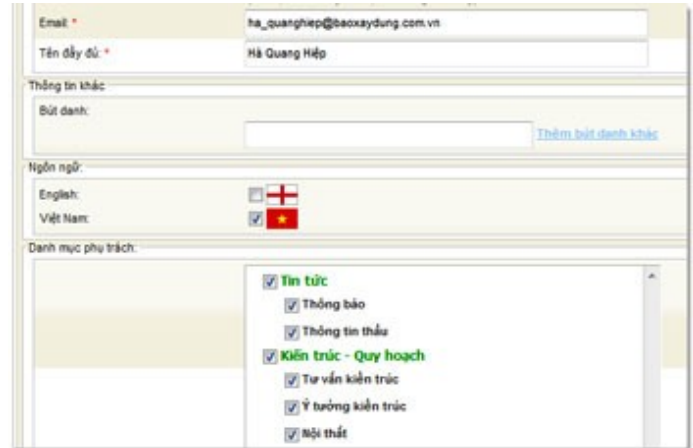 Email: * ha_quanghiep@baoxaydung.com.vn
Tên đầy đủ: * Hà Quang Hiệp
Thông tin khác
Bút danh:
Thêm bút danh khác
Ngôn ngữ:
English:
Việt Nam:
Danh mục phụ trách:
Tin tức
Thông báo
Thông tin thầu
Kiến trúc - Quy hoạch
Tư vấn kiến trúc
Ý tưởng kiến trúc
Nội thất